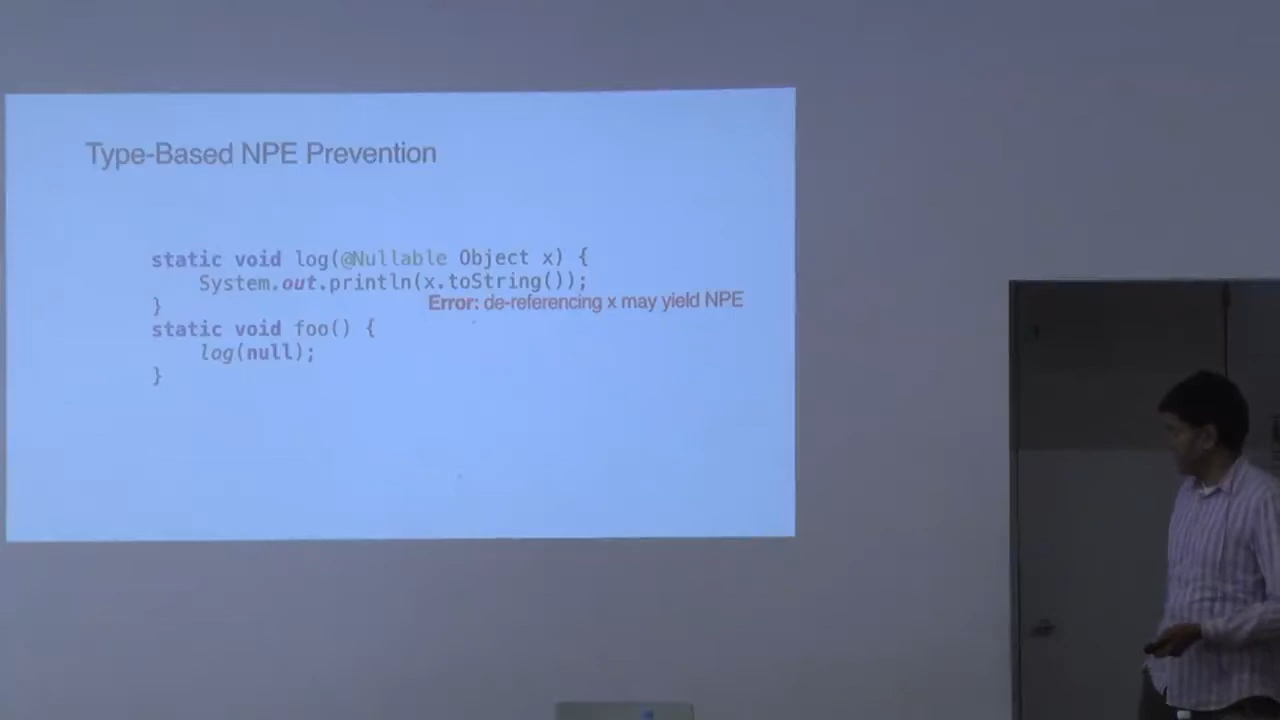 Type-Based NPE Prevention
static void log(@Nullable Object x) {
System.out.println(x.toString());
}
Error: de-referencing x may yield NPE
static void foo() {
log(null);
}